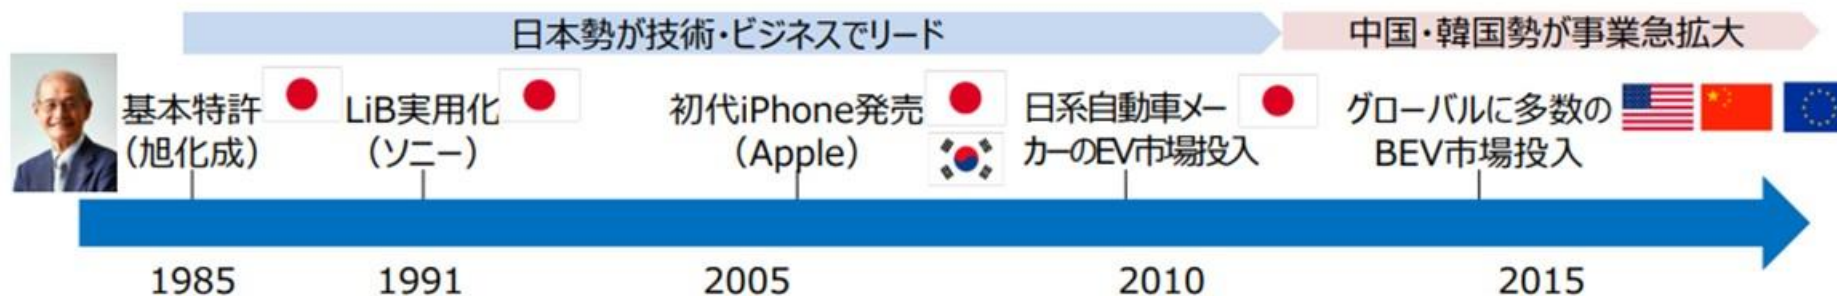 日本勢が技術・ビジネスでリード
中国・韓国勢が事業急拡大
基本特許
（旭化成）
LiB実用化
（ソニー）
初代iPhone発売
（Apple）
日系自動車メー
カーのEV市場投入
グローバルに多数の
BEV市場投入
1985
1991
2005
2010
2015